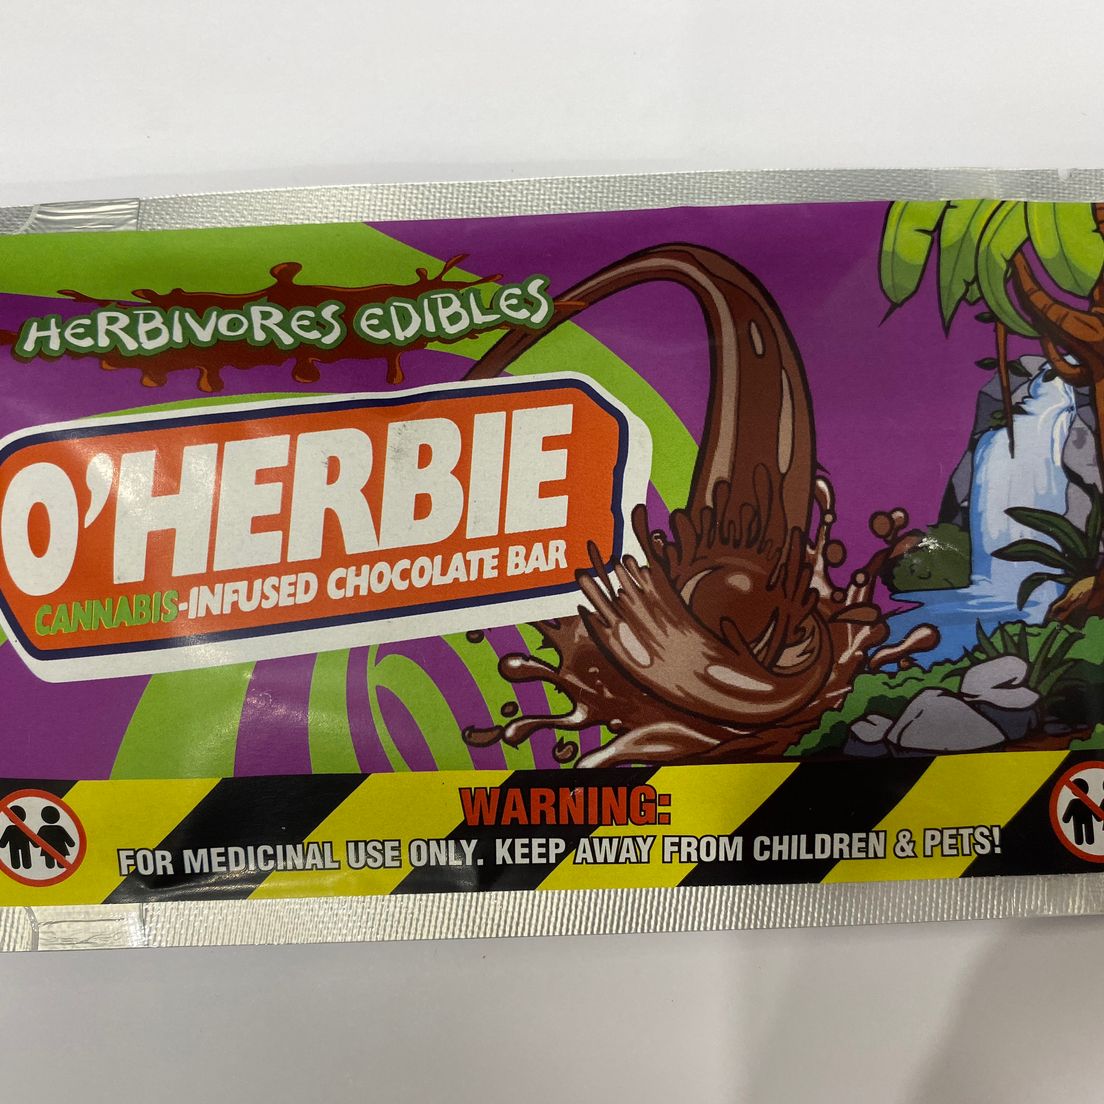 HERBIVORES EDIBLES
O'HERBIE
CANNABIS-INFUSED CHOCOLATE BAR
WARNING:
FOR MEDICINAL USE ONLY. KEEP AWAY FROM CHILDREN & PETS!